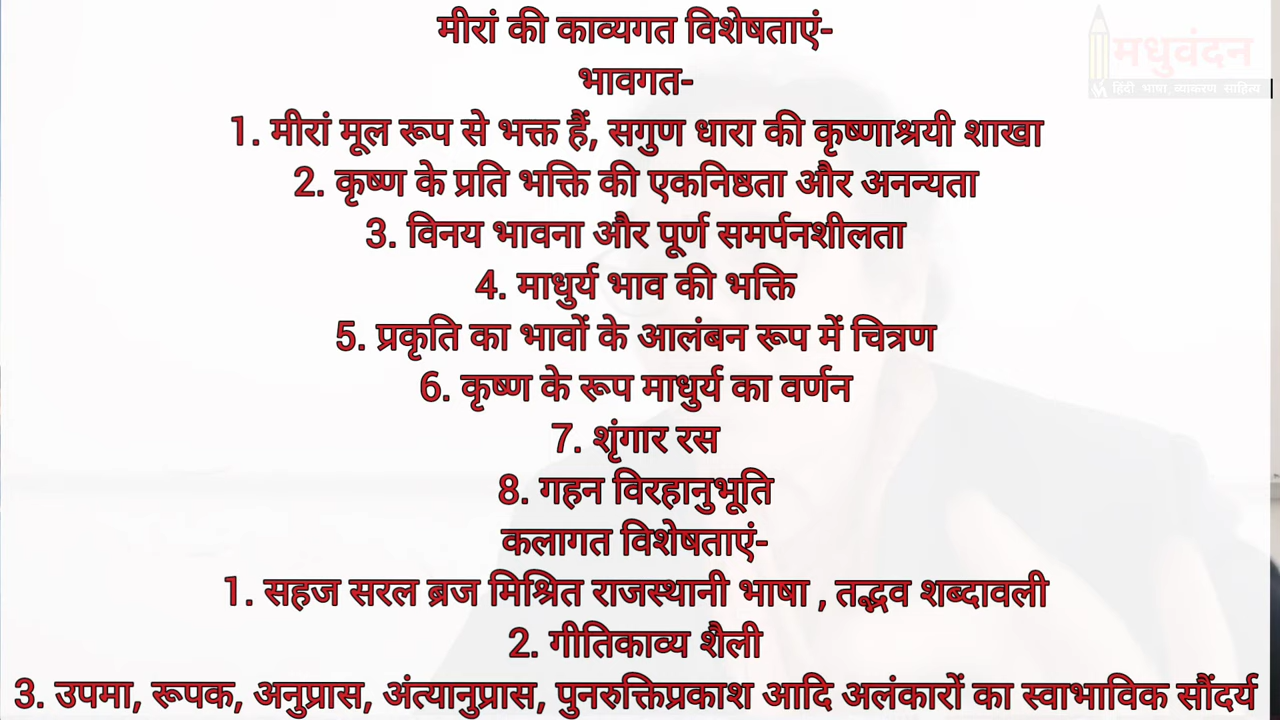 मीरां की काव्यगत विशेषताएं-
भावगत-
1. मीरां मूल रूप से भक्त हैं, सगुण धारा की कृष्णाश्रयी शाखा
2. कृष्ण के प्रति भक्ति की एकनिष्ठता और अनन्यता
3. विनय भावना और पूर्ण समर्पनशीलता
4. माधुर्य भाव की भक्ति
5. प्रकृति का भावों के आलंबन रूप में चित्रण
6. कृष्ण के रूप माधुर्य का वर्णन
7. शृंगार रस
8. गहन विरहानुभूति
कलागत विशेषताएं-
1. सहज सरल ब्रज मिश्रित राजस्थानी भाषा , तद्भव शब्दावली
2. गीतिकाव्य शैली
3. उपमा, रूपक, अनुप्रास, अंत्यानुप्रास, पुनरुक्तिप्रकाश आदि अलंकारों का स्वाभाविक सौंदर्य
मधुवंदन
हिंदी भाषा, व्याकरण साहित्य